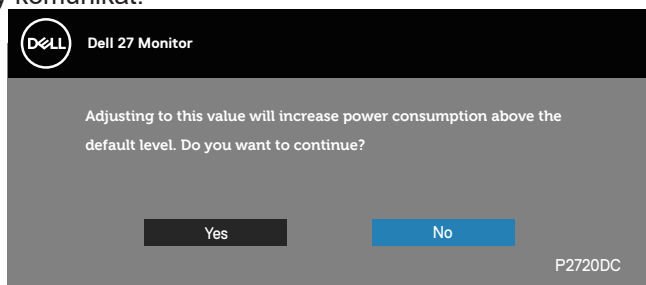 y komunikat.
DELL
Dell 27 Monitor
Adjusting to this value will increase power consumption above the
default level. Do you want to continue?
Yes
No
P2720DC